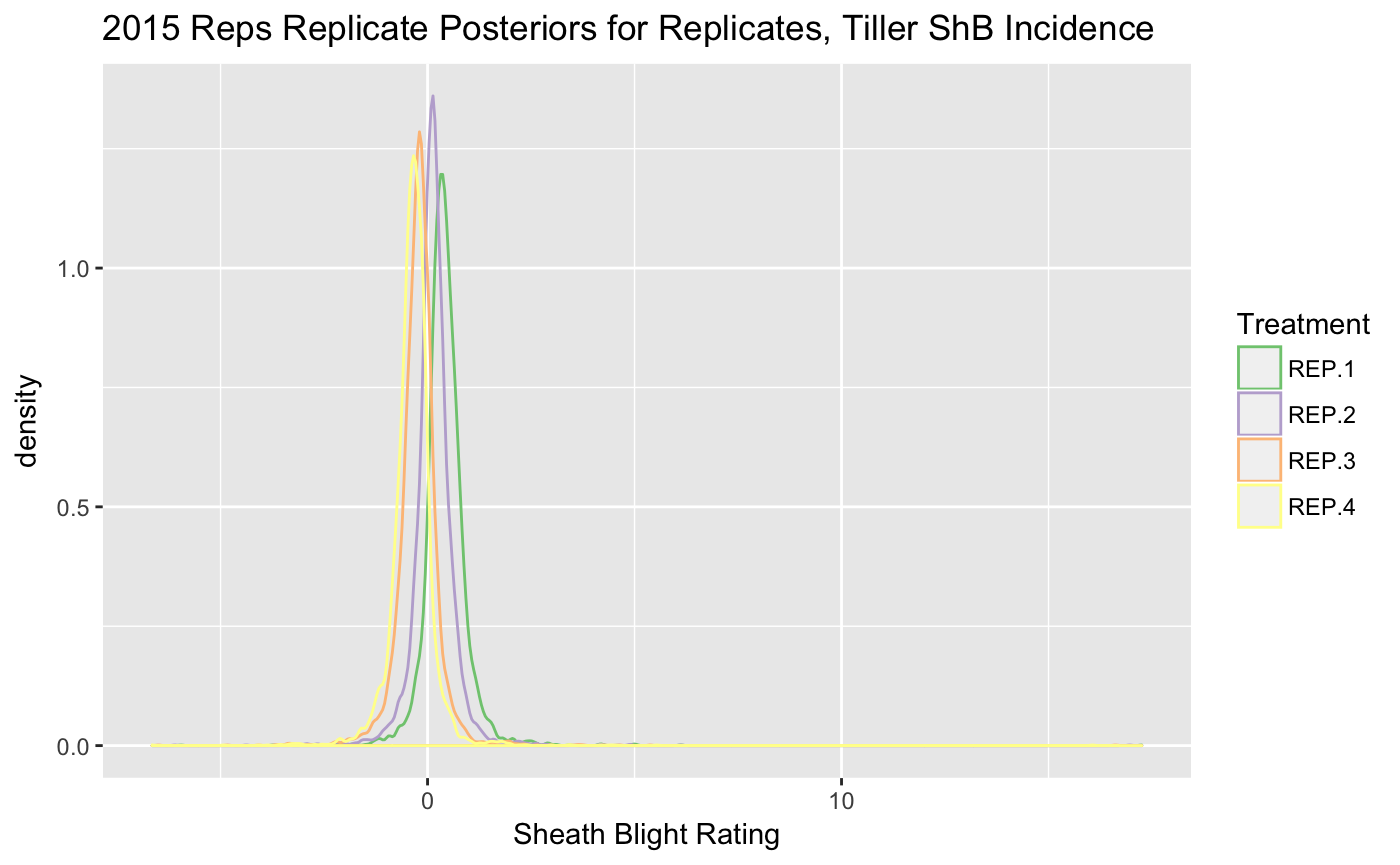 2015 Reps Replicate Posteriors for Replicates, Tiller ShB Incidence
density
1.0
0.5
0.0
0
10
Sheath Blight Rating
Treatment
REP.1
REP.2
REP.3
REP.4